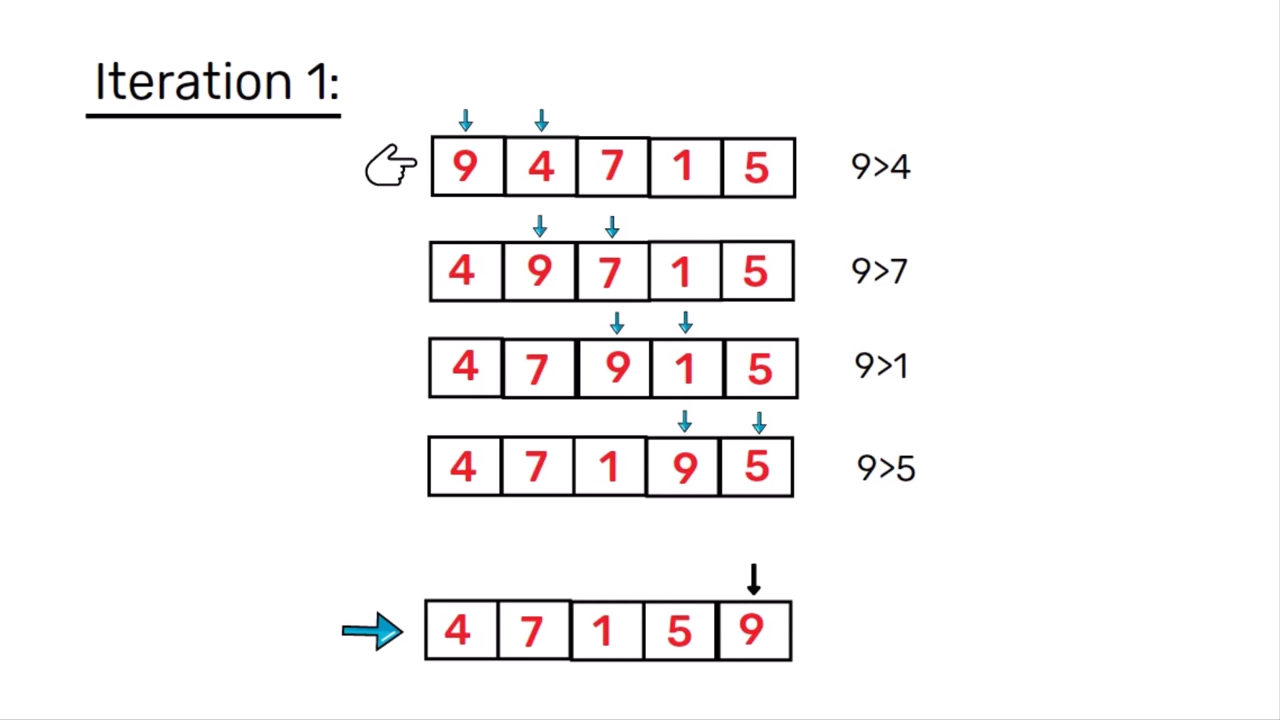 Iteration 1:
9 4 7 1 5 9>4
4 9 7 1 5 9>7
4 7 9 1 5 9>1
4 7 1 9 5 9>5
4 7 1 5 9